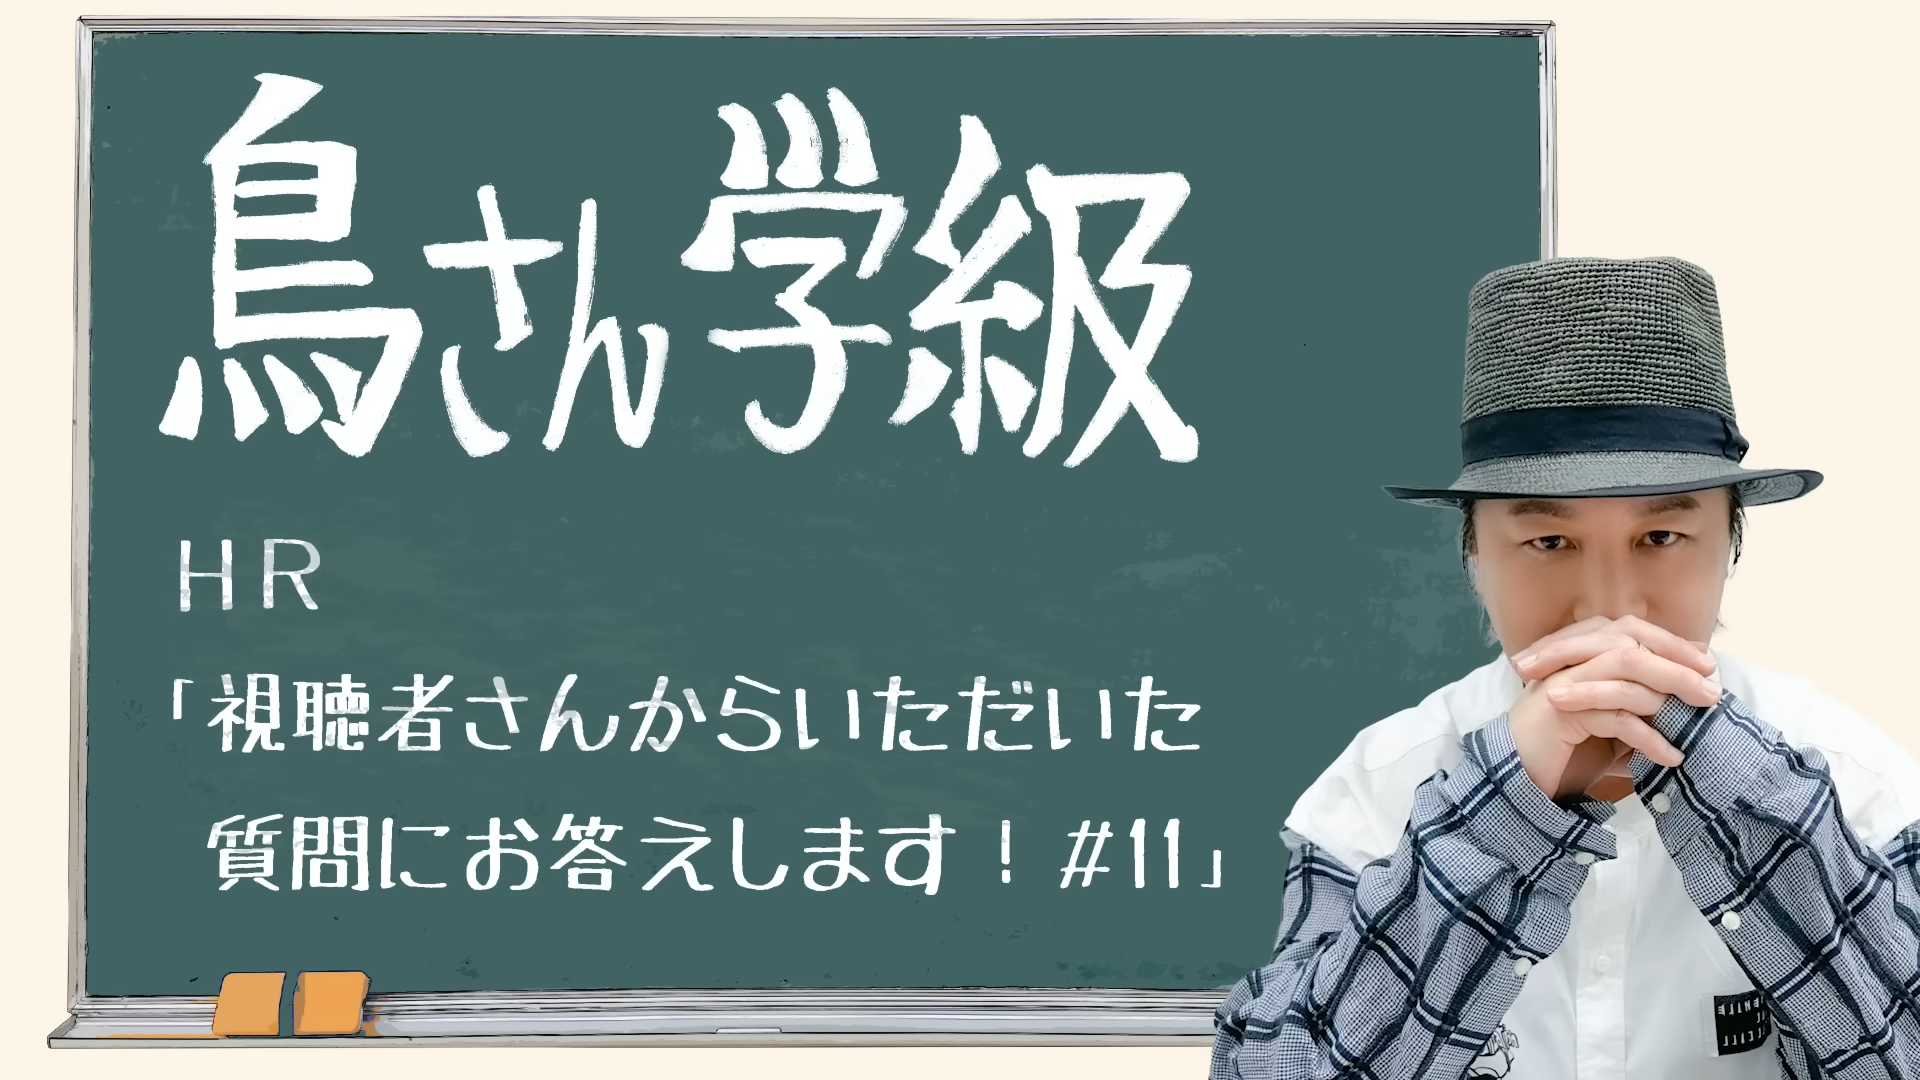 鳥さん学級
HR
「視聴者さんからいただいた
質問にお答えします！#11」